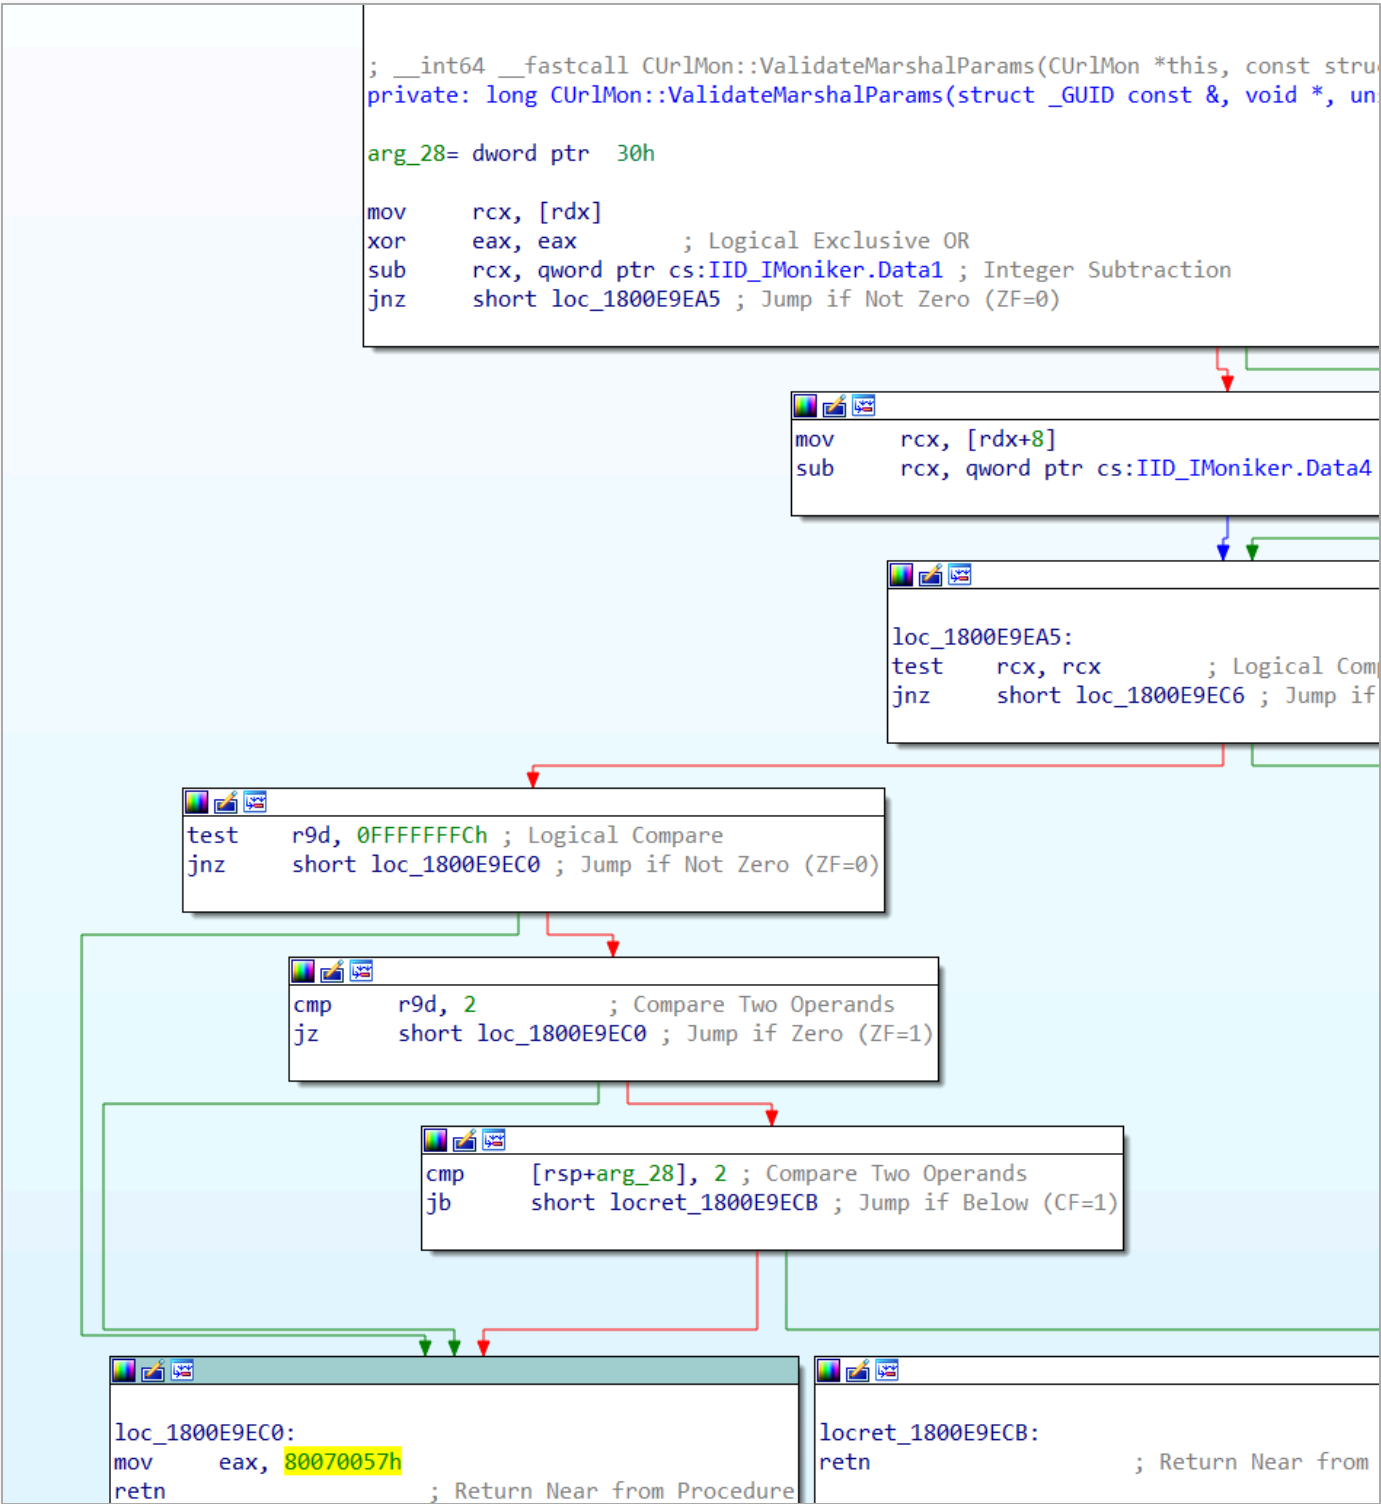 ; __int64 __fastcall CUrlMon::ValidateMarshalParams(CUrlMon *this, const stru
private: long CUrlMon::ValidateMarshalParams(struct _GUID const &, void *, un
arg_28= dword ptr  30h
mov     rcx, [rdx]
xor     eax, eax        ; Logical Exclusive OR
sub     rcx, qword ptr cs:IID_IMoniker.Data1 ; Integer Subtraction
jnz     short loc_1800E9EA5 ; Jump if Not Zero (ZF=0)
mov     rcx, [rdx+8]
sub     rcx, qword ptr cs:IID_IMoniker.Data4
loc_1800E9EA5:
test    rcx, rcx        ; Logical Com
jnz     short loc_1800E9EC6 ; Jump if
test    r9d, 0FFFFFFFCh ; Logical Compare
jnz     short loc_1800E9EC0 ; Jump if Not Zero (ZF=0)
cmp     r9d, 2          ; Compare Two Operands
jz      short loc_1800E9EC0 ; Jump if Zero (ZF=1)
cmp     [rsp+arg_28], 2 ; Compare Two Operands
jb      short locret_1800E9ECB ; Jump if Below (CF=1)
loc_1800E9EC0:
mov     eax, 80070057h
retn                    ; Return Near from Procedure
locret_1800E9ECB:
retn                    ; Return Near from